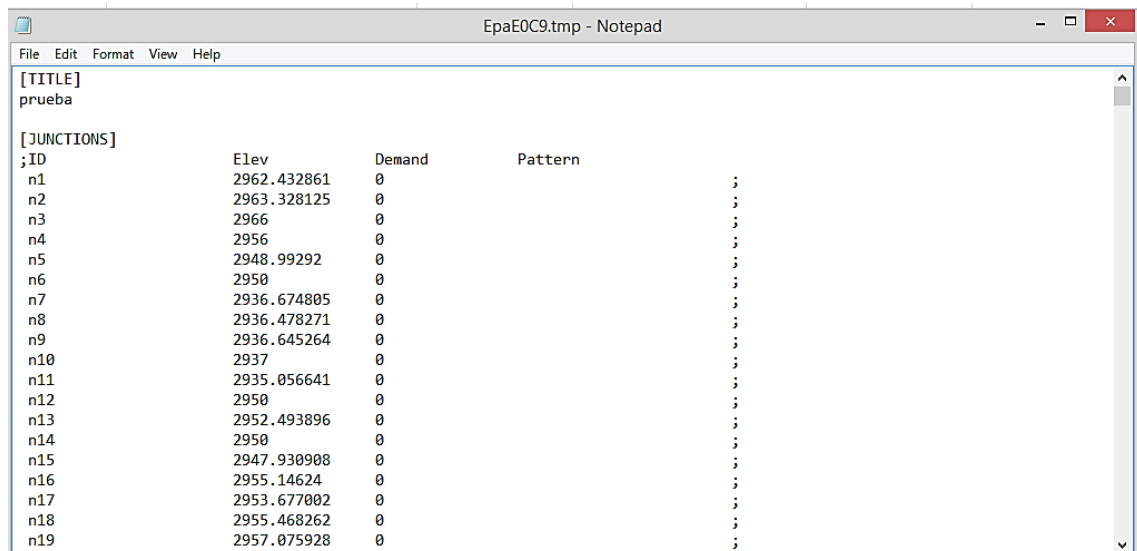 EpaE0C9.tmp - Notepad
File Edit Format View Help
[TITLE]
prueba
[JUNCTIONS]
;ID Elev Demand Pattern
n1 2962.432861 0 ;
n2 2963.328125 0 ;
n3 2966 0 ;
n4 2956 0 ;
n5 2948.99292 0 ;
n6 2950 0 ;
n7 2936.674805 0 ;
n8 2936.478271 0 ;
n9 2936.645264 0 ;
n10 2937 0 ;
n11 2935.056641 0 ;
n12 2950 0 ;
n13 2952.493896 0 ;
n14 2950 0 ;
n15 2947.930908 0 ;
n16 2955.14624 0 ;
n17 2953.677002 0 ;
n18 2955.468262 0 ;
n19 2957.075928 0 ;